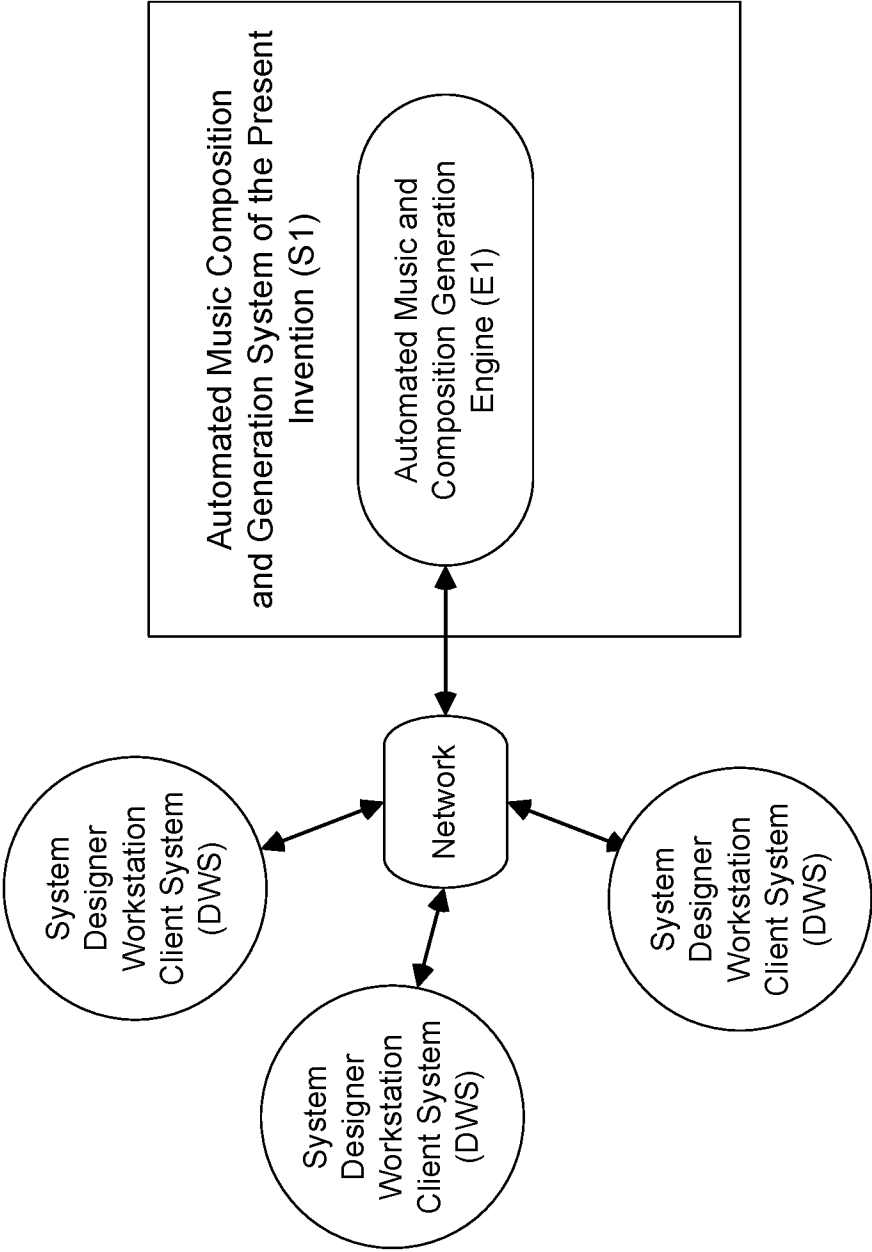 Automated Music Composition
and Generation System of the Present
Invention (S1)
Automated Music and
Composition Generation
Engine (E1)
Network
System
Designer
Workstation
Client System
(DWS)
System
Designer
Workstation
Client System
(DWS)
System
Designer
Workstation
Client System
(DWS)